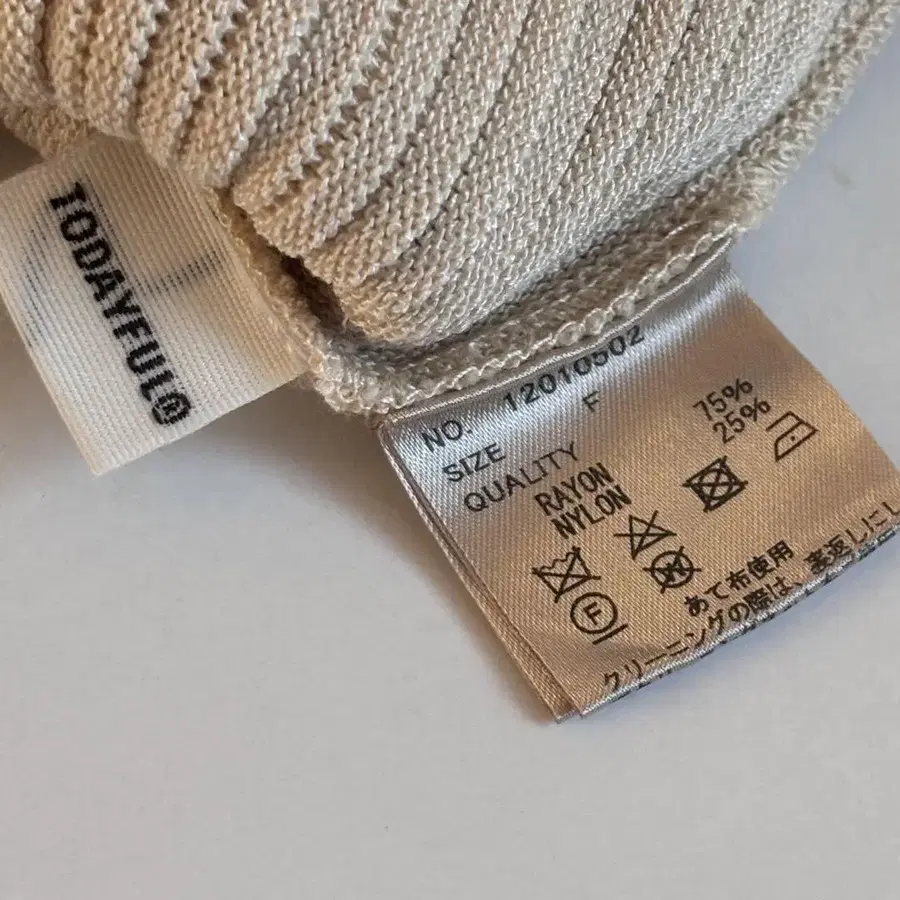 TODAYFUL®
NO. 12010502
SIZE F
QUALITY
RAYON 75%
NYLON 25%
F
W
あて布使用
クリーニングの際は、裏返しにし